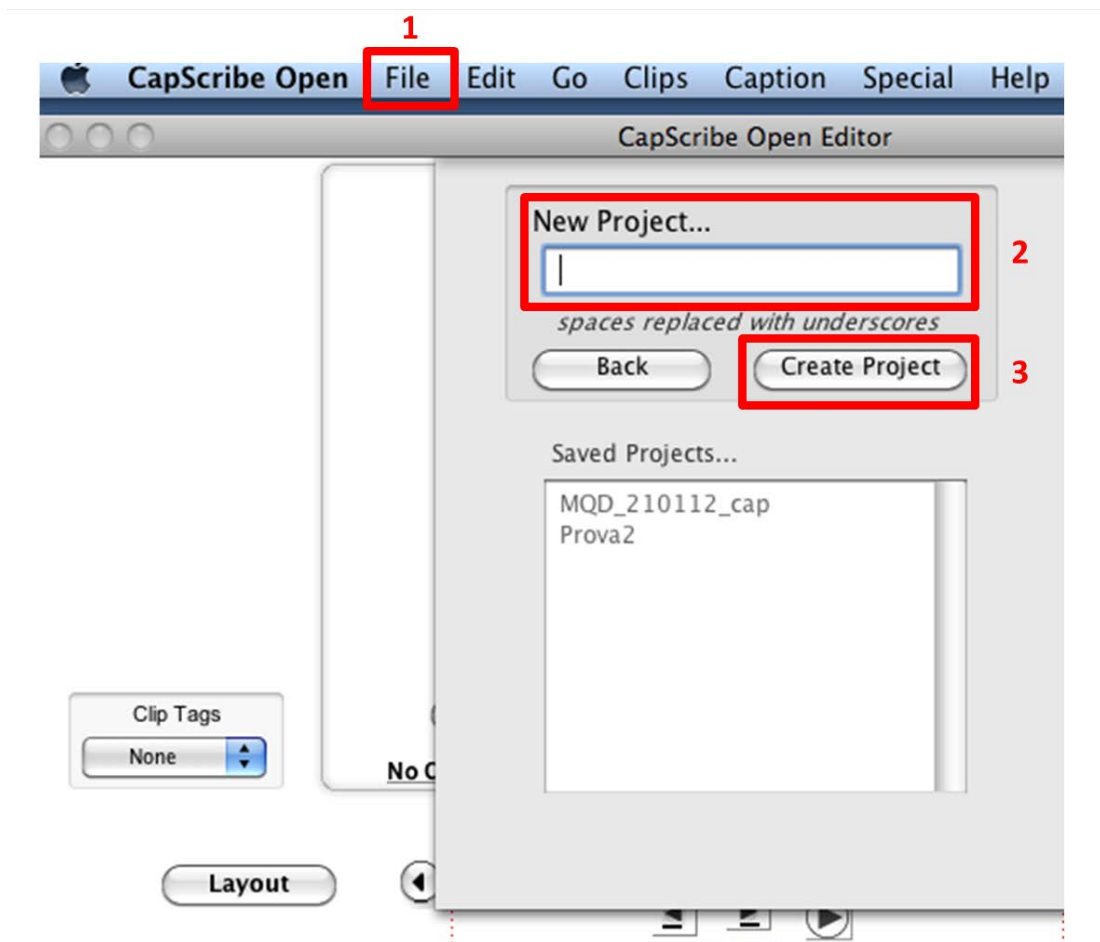 1
CapScribe Open File Edit Go Clips Caption Special Help
CapScribe Open Editor
New Project...
2
spaces replaced with underscores
Back Create Project
3
Saved Projects...
MQD_210112_cap
Prova2
Clip Tags
None
No
Layout